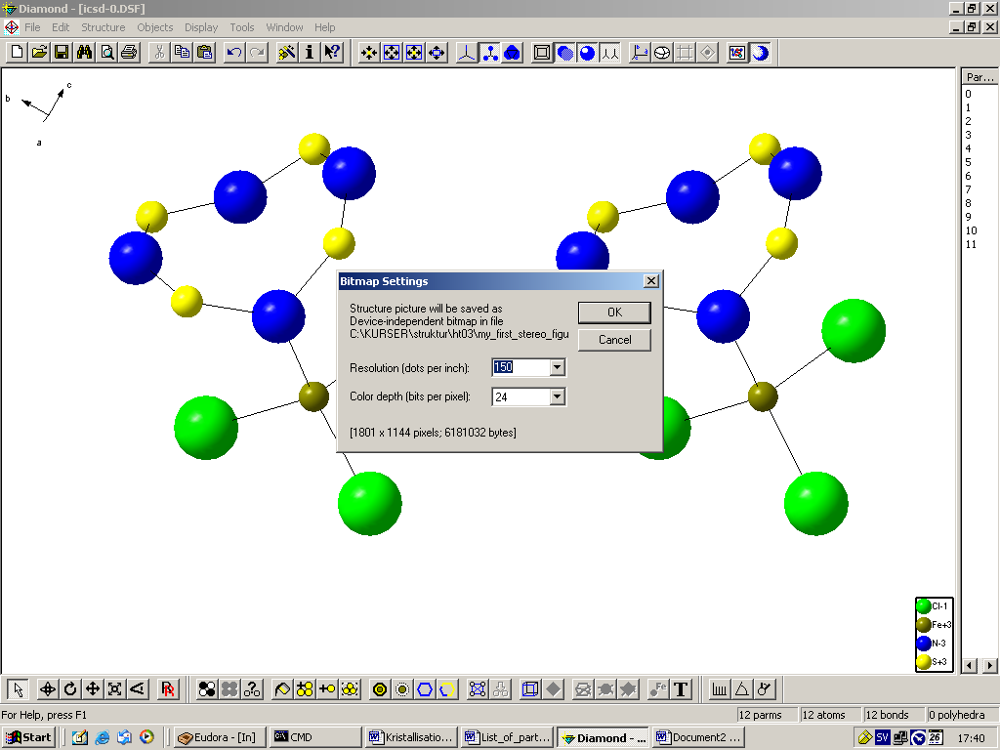 Diamond - [icsd-0.DSF]
File Edit Structure Objects Display Tools Window Help
b
c
a
Par...
0
1
2
3
4
5
6
7
8
9
10
11
Bitmap Settings
Structure picture will be saved as
Device-independent bitmap in file
C:\KURSER\struktur\ht03\my_first_stereo_figu
OK
Cancel
Resolution (dots per inch): 150
Color depth (bits per pixel): 24
[1801 x 1144 pixels; 6181032 bytes]
Cl-1
Fe+3
N-3
S+3
For Help, press F1
12 parms 12 atoms 12 bonds 0 polyhedra
Start Eudora - [In] CMD Kristallisatio... List_of_part... Diamond - ... Document2 ... SV 26 17:40